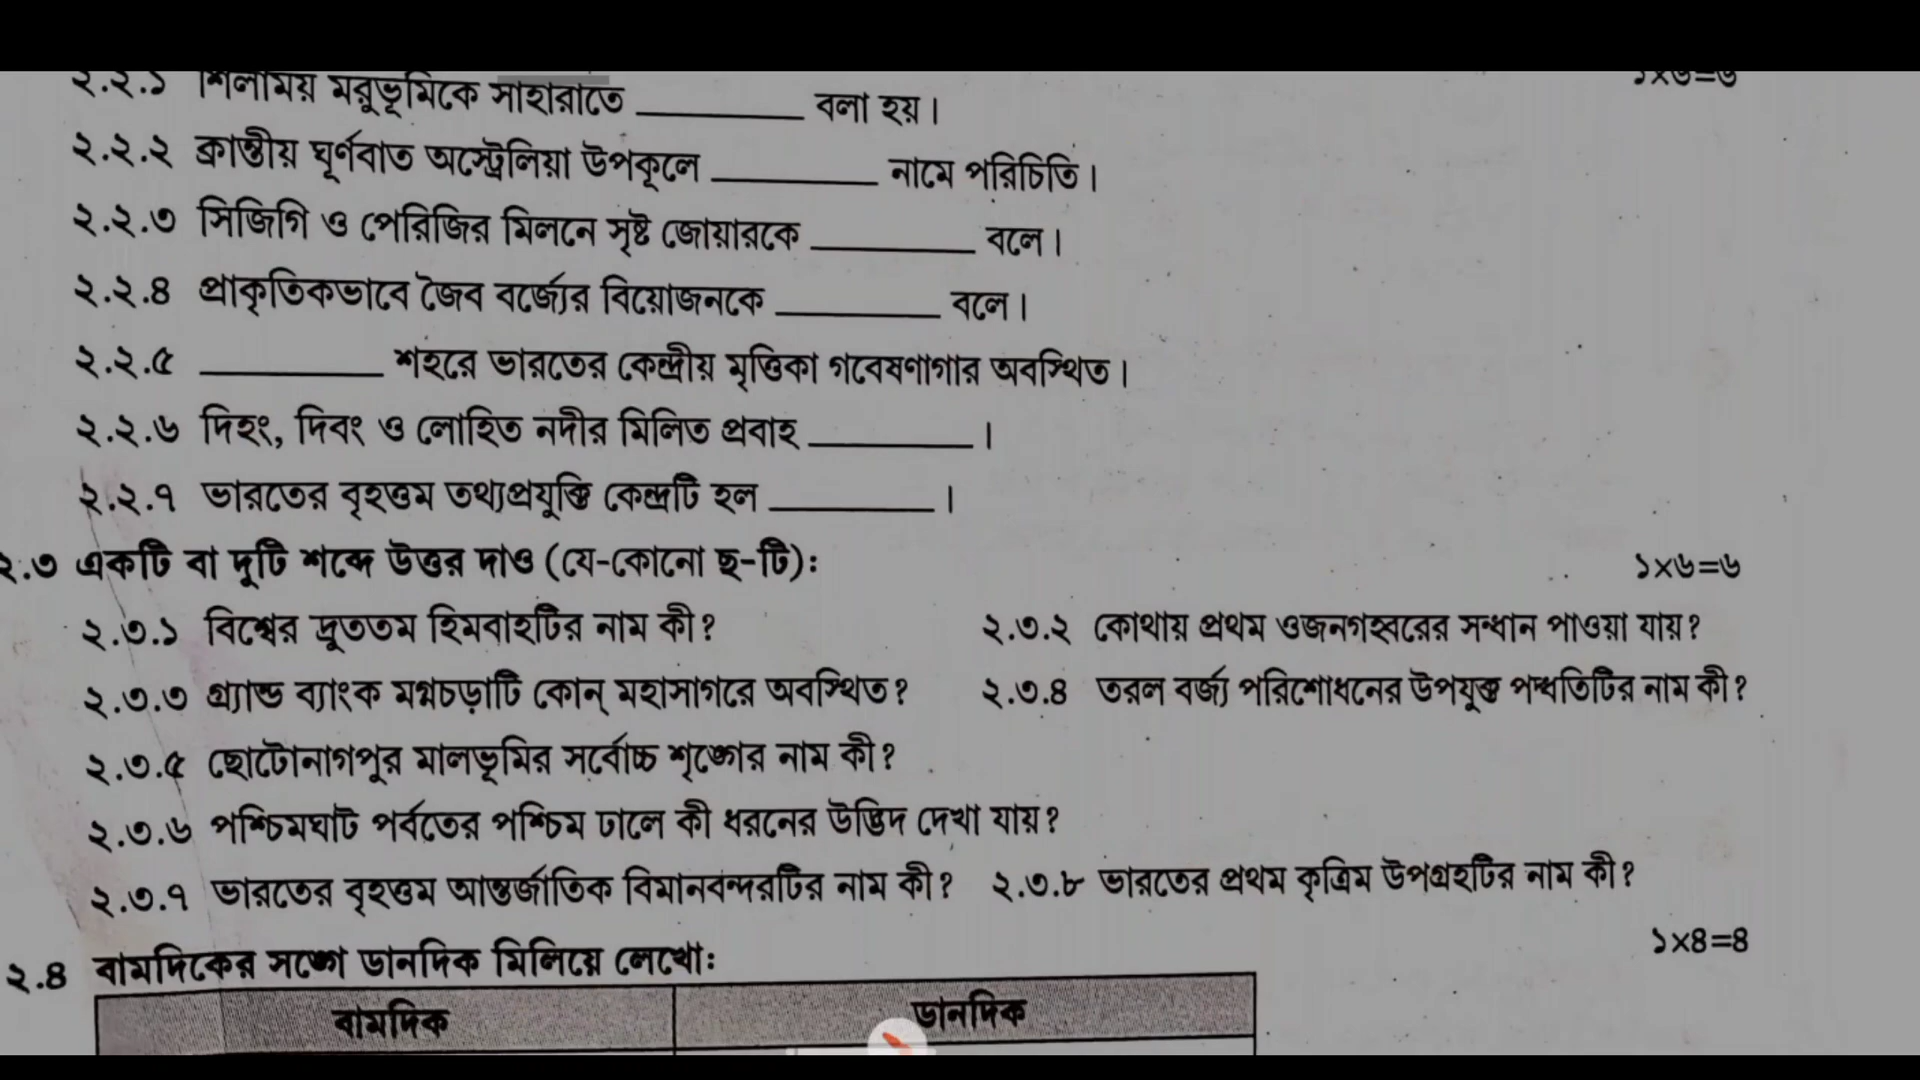 ২.২.১ শিলাময় মরুভূমিকে সাহারাতে __________ বলা হয়। ১×৬=৬
২.২.২ ক্রান্তীয় ঘূর্ণবাত অস্ট্রেলিয়া উপকূলে __________ নামে পরিচিতি।
২.২.৩ সিজিগি ও পেরিজির মিলনে সৃষ্ট জোয়ারকে __________ বলে।
২.২.৪ প্রাকৃতিকভাবে জৈব বর্জ্যের বিয়োজনকে __________ বলে।
২.২.৫ __________ শহরে ভারতের কেন্দ্রীয় মৃত্তিকা গবেষণাগার অবস্থিত।
২.২.৬ দিহং, দিবং ও লোহিত নদীর মিলিত প্রবাহ __________।
২.২.৭ ভারতের বৃহত্তম তথ্যপ্রযুক্তি কেন্দ্রটি হল __________।
২.৩ একটি বা দুটি শব্দে উত্তর দাও (যে-কোনো ছ-টি): ১×৬=৬
২.৩.১ বিশ্বের দ্রুততম হিমবাহটির নাম কী? ২.৩.২ কোথায় প্রথম ওজনগহ্বরের সন্ধান পাওয়া যায়?
২.৩.৩ গ্র্যান্ড ব্যাংক মগ্নচড়াটি কোন্ মহাসাগরে অবস্থিত? ২.৩.৪ তরল বর্জ্য পরিশোধনের উপযুক্ত পদ্ধতিটির নাম কী?
২.৩.৫ ছোটোনাগপুর মালভূমির সর্বোচ্চ শৃঙ্গের নাম কী?
২.৩.৬ পশ্চিমঘাট পর্বতের পশ্চিম ঢালে কী ধরনের উদ্ভিদ দেখা যায়?
২.৩.৭ ভারতের বৃহত্তম আন্তর্জাতিক বিমানবন্দরটির নাম কী? ২.৩.৮ ভারতের প্রথম কৃত্রিম উপগ্রহটির নাম কী?
২.৪ বামদিকের সঙ্গে ডানদিক মিলিয়ে লেখো: ১×৪=৪
বামদিক ডানদিক